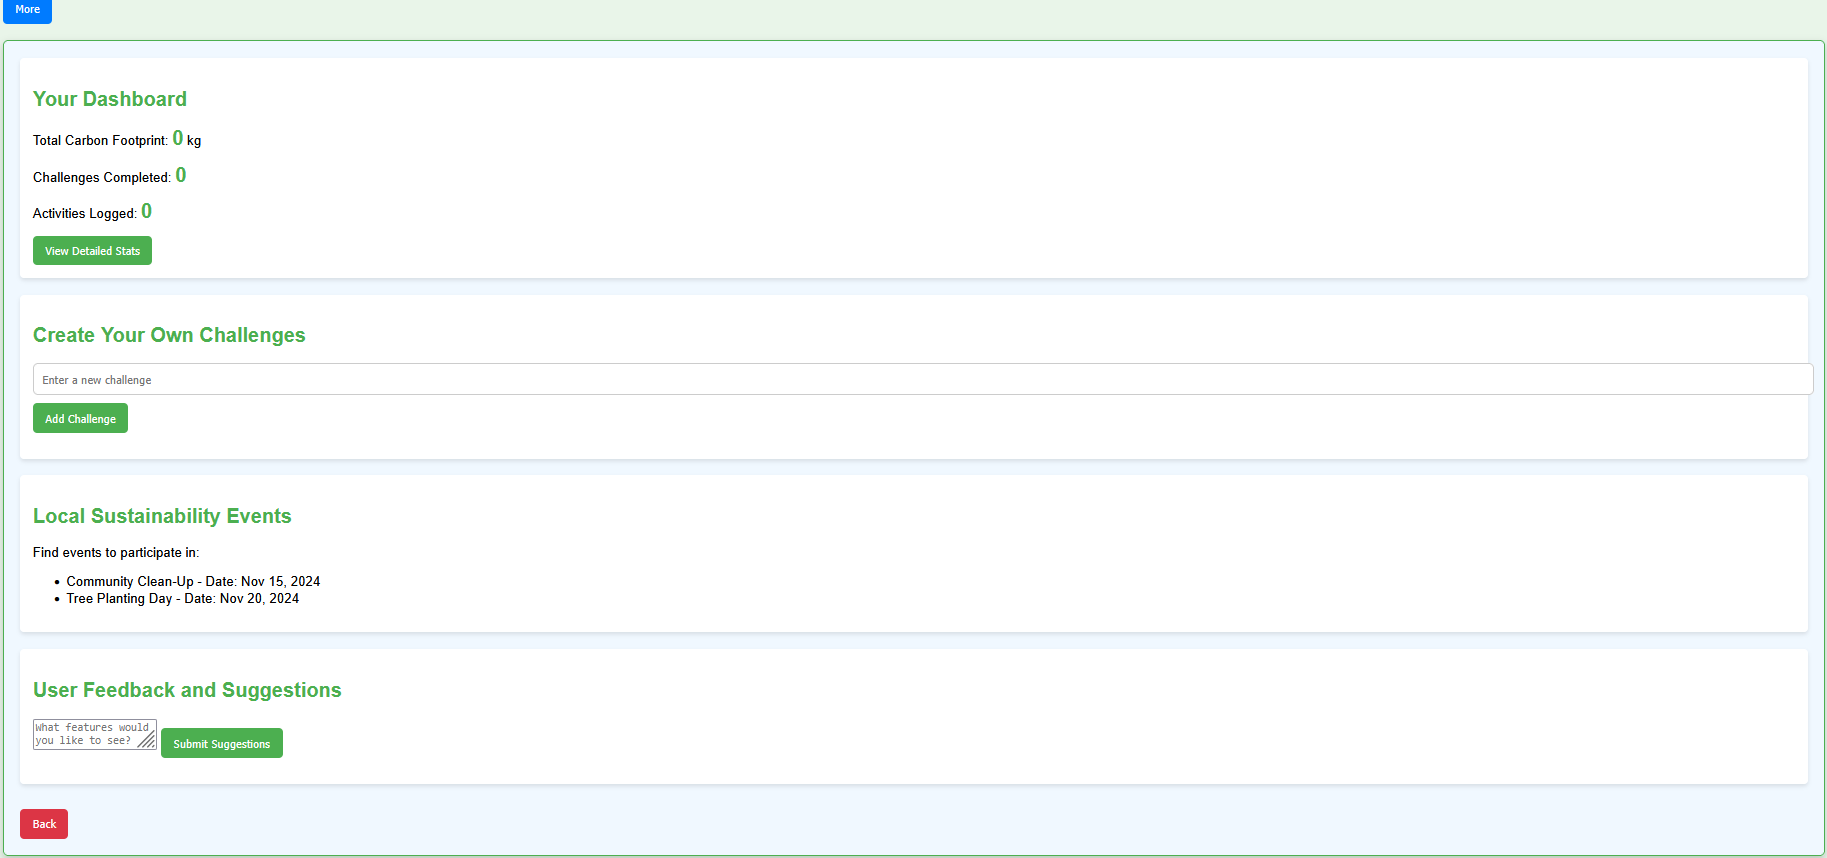 More
Your Dashboard
Total Carbon Footprint: 0 kg
Challenges Completed: 0
Activities Logged: 0
View Detailed Stats
Create Your Own Challenges
Enter a new challenge
Add Challenge
Local Sustainability Events
Find events to participate in:
• Community Clean-Up - Date: Nov 15, 2024
• Tree Planting Day - Date: Nov 20, 2024
User Feedback and Suggestions
What features would
you like to see?
Submit Suggestions
Back